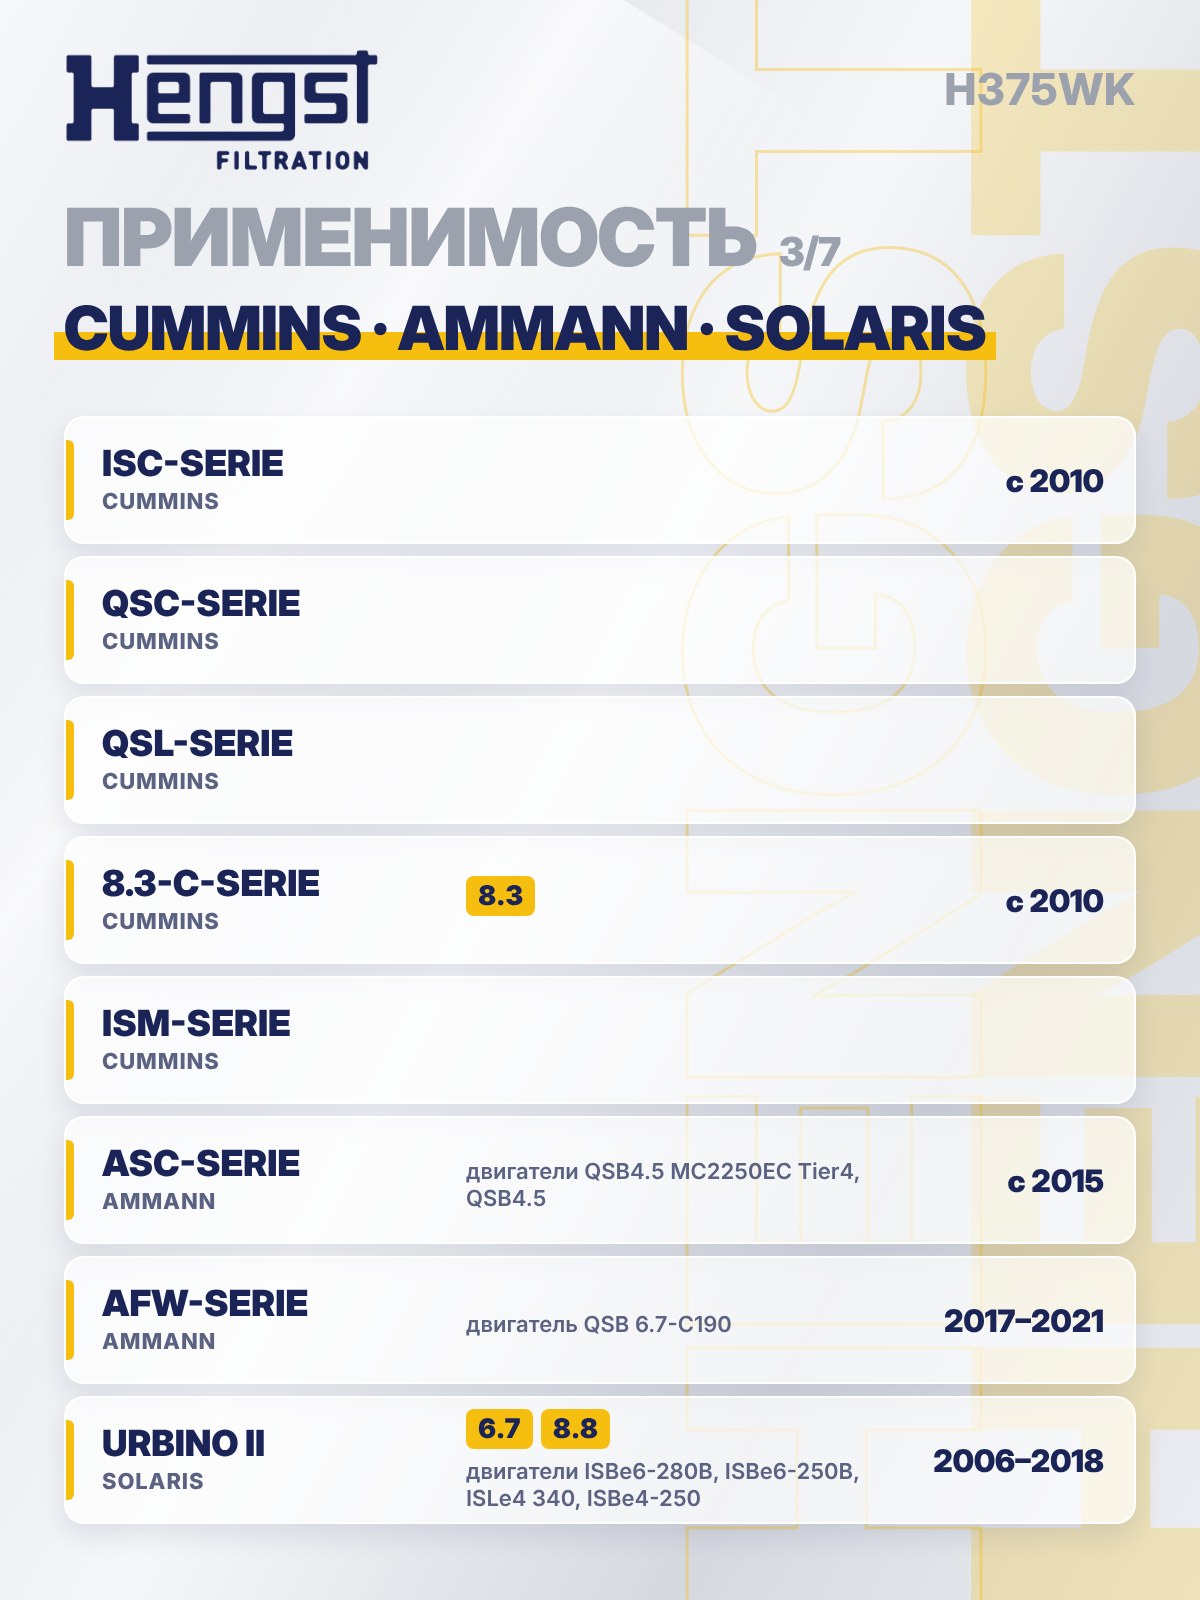 Hengst
FILTRATION
H375WK
ПРИМЕНИМОСТЬ 3/7
CUMMINS · AMMANN · SOLARIS
ISC-SERIE
CUMMINS
с 2010
QSC-SERIE
CUMMINS
QSL-SERIE
CUMMINS
8.3-C-SERIE
CUMMINS
8.3
с 2010
ISM-SERIE
CUMMINS
ASC-SERIE
AMMANN
двигатели QSB4.5 MC2250EC Tier4,
QSB4.5
с 2015
AFW-SERIE
AMMANN
двигатель QSB 6.7-C190
2017–2021
URBINO II
SOLARIS
6.7 8.8
двигатели ISBe6-280B, ISBe6-250B,
ISLe4 340, ISBe4-250
2006–2018
HENGST
HENGST